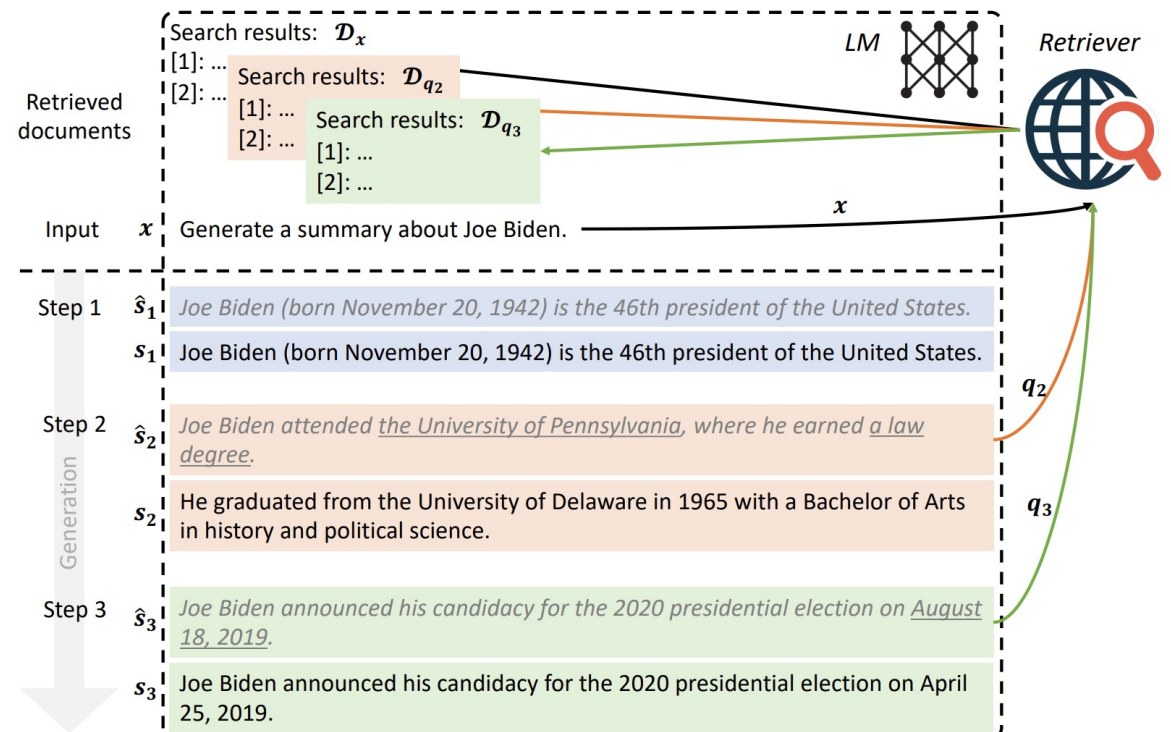 Search results: 𝓓ₓ
LM
Retriever
[1]: ...
[2]: ...
Search results: 𝓓q₂
[1]: ...
[2]: ...
Search results: 𝓓q₃
[1]: ...
[2]: ...
Retrieved
documents
x
Input
x
Generate a summary about Joe Biden.
Step 1
ŝ₁
Joe Biden (born November 20, 1942) is the 46th president of the United States.
s₁
Joe Biden (born November 20, 1942) is the 46th president of the United States.
q₂
Step 2
ŝ₂
Joe Biden attended the University of Pennsylvania, where he earned a law
degree.
Generation
s₂
He graduated from the University of Delaware in 1965 with a Bachelor of Arts
in history and political science.
q₃
Step 3
ŝ₃
Joe Biden announced his candidacy for the 2020 presidential election on August
18, 2019.
s₃
Joe Biden announced his candidacy for the 2020 presidential election on April
25, 2019.